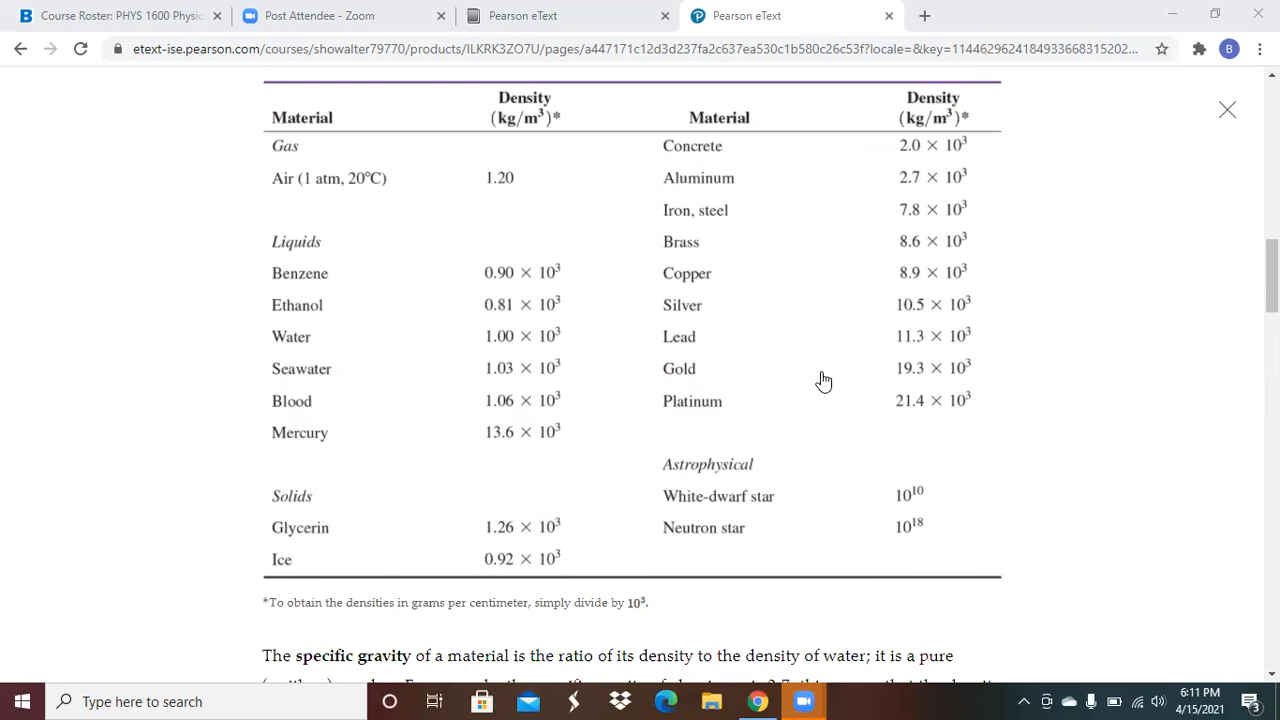 Course Roster: PHYS 1600 Physic
Post Attendee - Zoom
Pearson eText
Pearson eText
etext-ise.pearson.com/courses/showalter79770/products/ILKRK3ZO7U/pages/a447171c12d3d237fa2c637ea530c1b580c26c53f?locale=&key=1144629624184933668315202...
B
Density Density
Material (kg/m³)* Material (kg/m³)*
Gas Concrete 2.0 × 10³
Air (1 atm, 20°C) 1.20 Aluminum 2.7 × 10³
Iron, steel 7.8 × 10³
Liquids Brass 8.6 × 10³
Benzene 0.90 × 10³ Copper 8.9 × 10³
Ethanol 0.81 × 10³ Silver 10.5 × 10³
Water 1.00 × 10³ Lead 11.3 × 10³
Seawater 1.03 × 10³ Gold 19.3 × 10³
Blood 1.06 × 10³ Platinum 21.4 × 10³
Mercury 13.6 × 10³
Astrophysical
Solids White-dwarf star 10¹⁰
Glycerin 1.26 × 10³ Neutron star 10¹⁸
Ice 0.92 × 10³
*To obtain the densities in grams per centimeter, simply divide by 10³.
The specific gravity of a material is the ratio of its density to the density of water; it is a pure
Type here to search
6:11 PM
4/15/2021
3